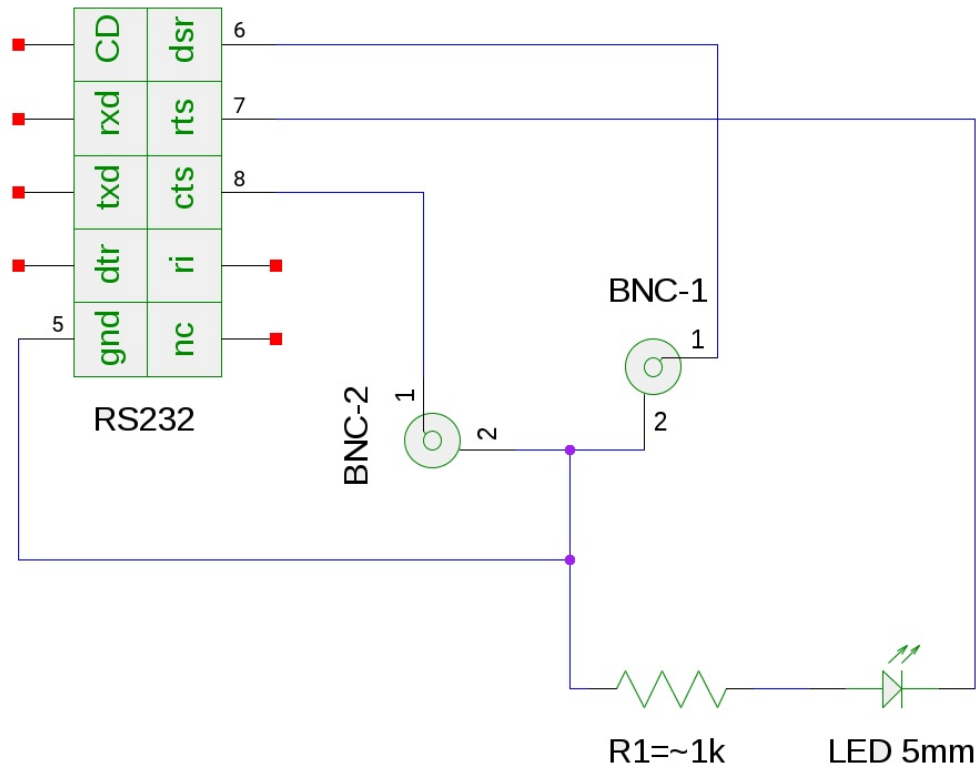 CD dsr 6
rxd rts 7
txd cts 8
dtr ri
5 gnd nc
RS232
BNC-1
1
2
BNC-2
1
2
R1=~1k
LED 5mm